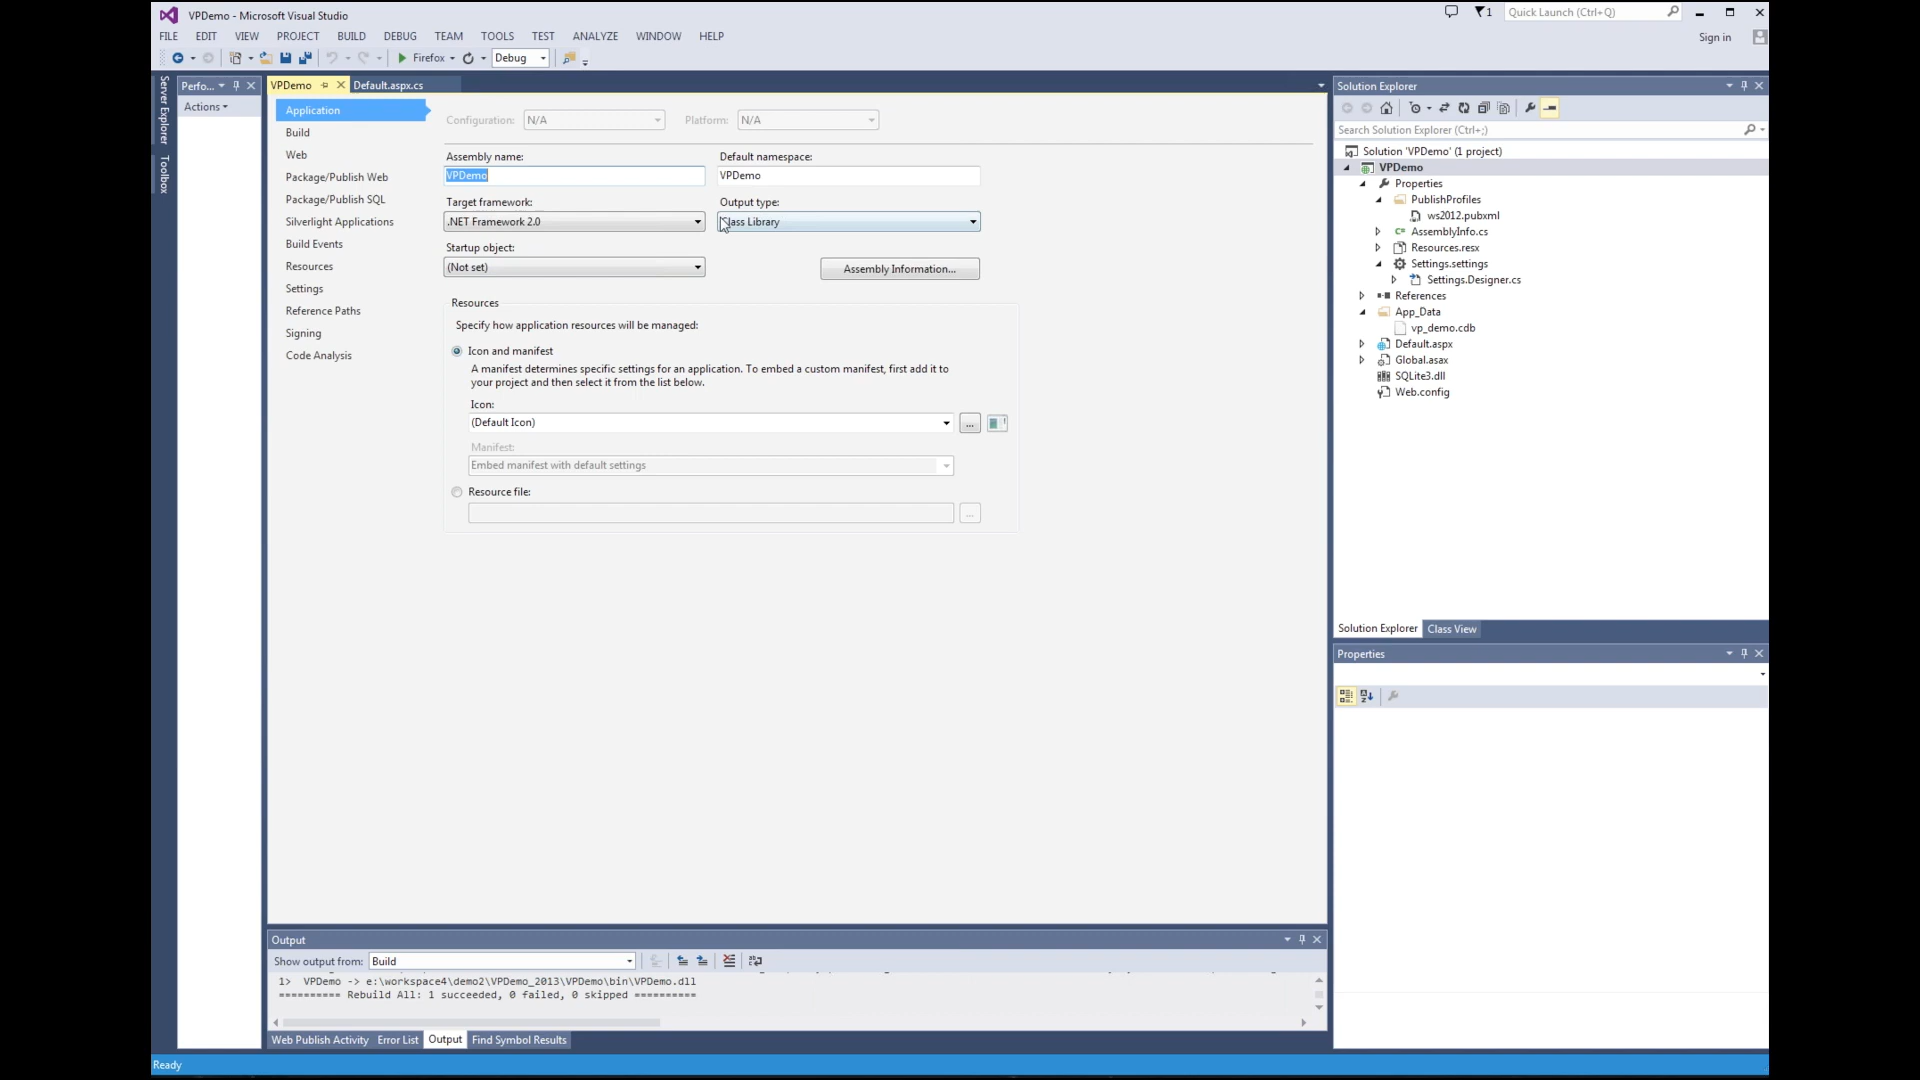 VPDemo - Microsoft Visual Studio
1
Quick Launch (Ctrl+Q)
FILE EDIT VIEW PROJECT BUILD DEBUG TEAM TOOLS TEST ANALYZE WINDOW HELP
Sign in
Firefox
Debug
Server Explorer
Toolbox
Perfo...
Actions
VPDemo
Default.aspx.cs
Application
Build
Web
Package/Publish Web
Package/Publish SQL
Silverlight Applications
Build Events
Resources
Settings
Reference Paths
Signing
Code Analysis
Configuration: N/A
Platform: N/A
Assembly name:
Default namespace:
VPDemo
VPDemo
Target framework:
Output type:
.NET Framework 2.0
Class Library
Startup object:
(Not set)
Assembly Information...
Resources
Specify how application resources will be managed:
Icon and manifest
A manifest determines specific settings for an application. To embed a custom manifest, first add it to
your project and then select it from the list below.
Icon:
(Default Icon)
...
Manifest:
Embed manifest with default settings
Resource file:
...
Output
Show output from: Build
1> VPDemo -> e:\workspace4\demo2\VPDemo_2013\VPDemo\bin\VPDemo.dll
========== Rebuild All: 1 succeeded, 0 failed, 0 skipped ==========
Web Publish Activity
Error List
Output
Find Symbol Results
Solution Explorer
Search Solution Explorer (Ctrl+;)
Solution 'VPDemo' (1 project)
VPDemo
Properties
PublishProfiles
ws2012.pubxml
AssemblyInfo.cs
Resources.resx
Settings.settings
Settings.Designer.cs
References
App_Data
vp_demo.cdb
Default.aspx
Global.asax
SQLite3.dll
Web.config
Solution Explorer
Class View
Properties
Ready